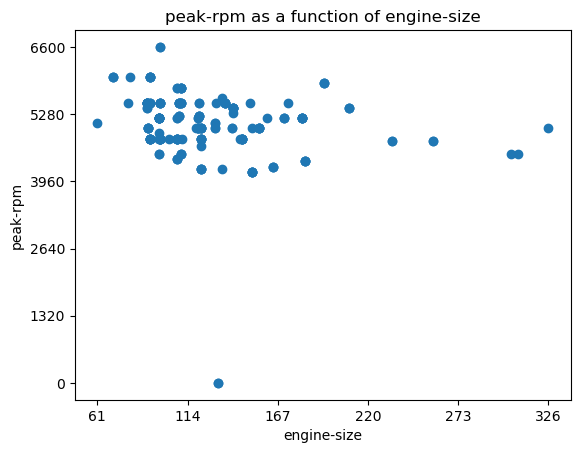 peak-rpm as a function of engine-size
6600
5280
3960
2640
1320
0
peak-rpm
61 114 167 220 273 326
engine-size